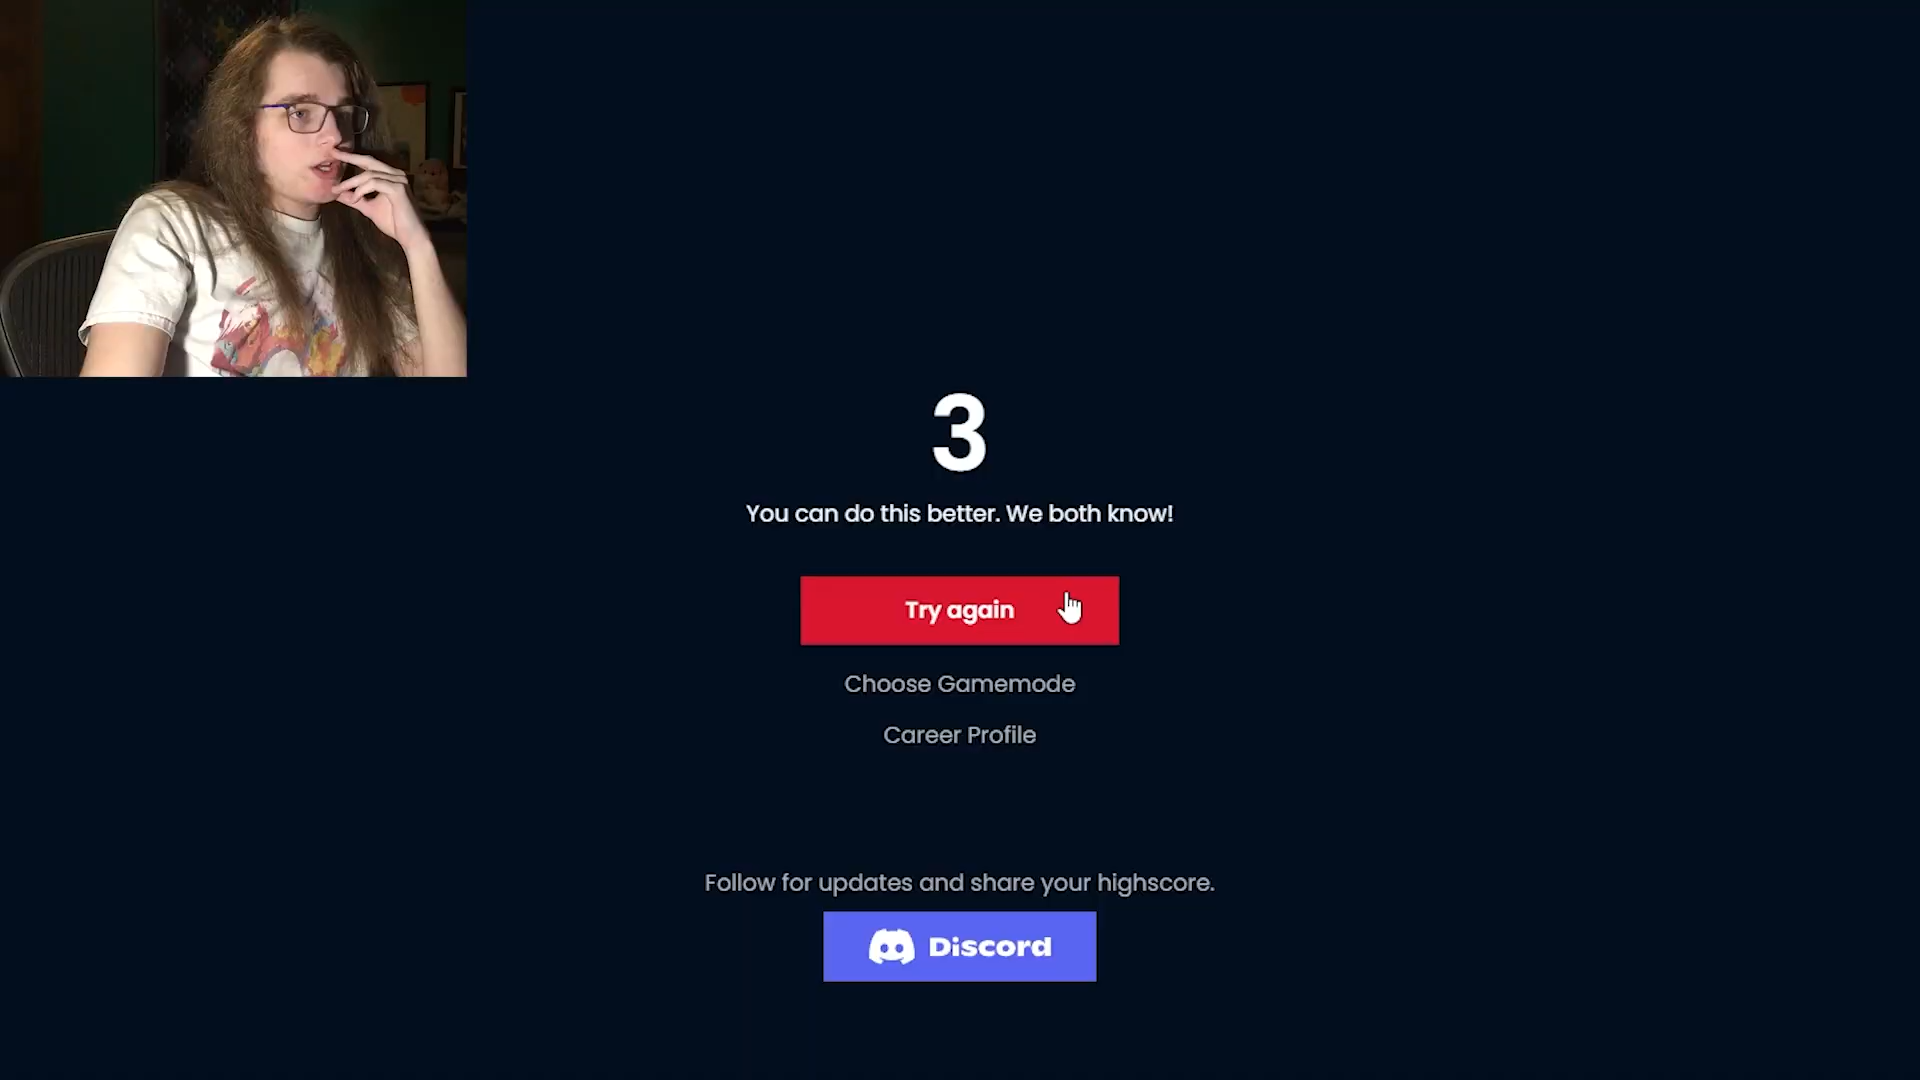 3
You can do this better. We both know!
Try again
Choose Gamemode
Career Profile
Follow for updates and share your highscore.
Discord